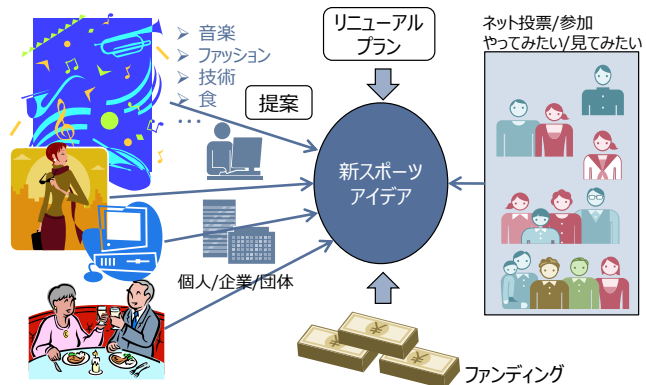 ➢ 音楽
➢ ファッション
➢ 技術
➢ 食
…
提案
リニューアル
プラン
ネット投票/参加
やってみたい/見てみたい
新スポーツ
アイデア
個人/企業/団体
ファンディング